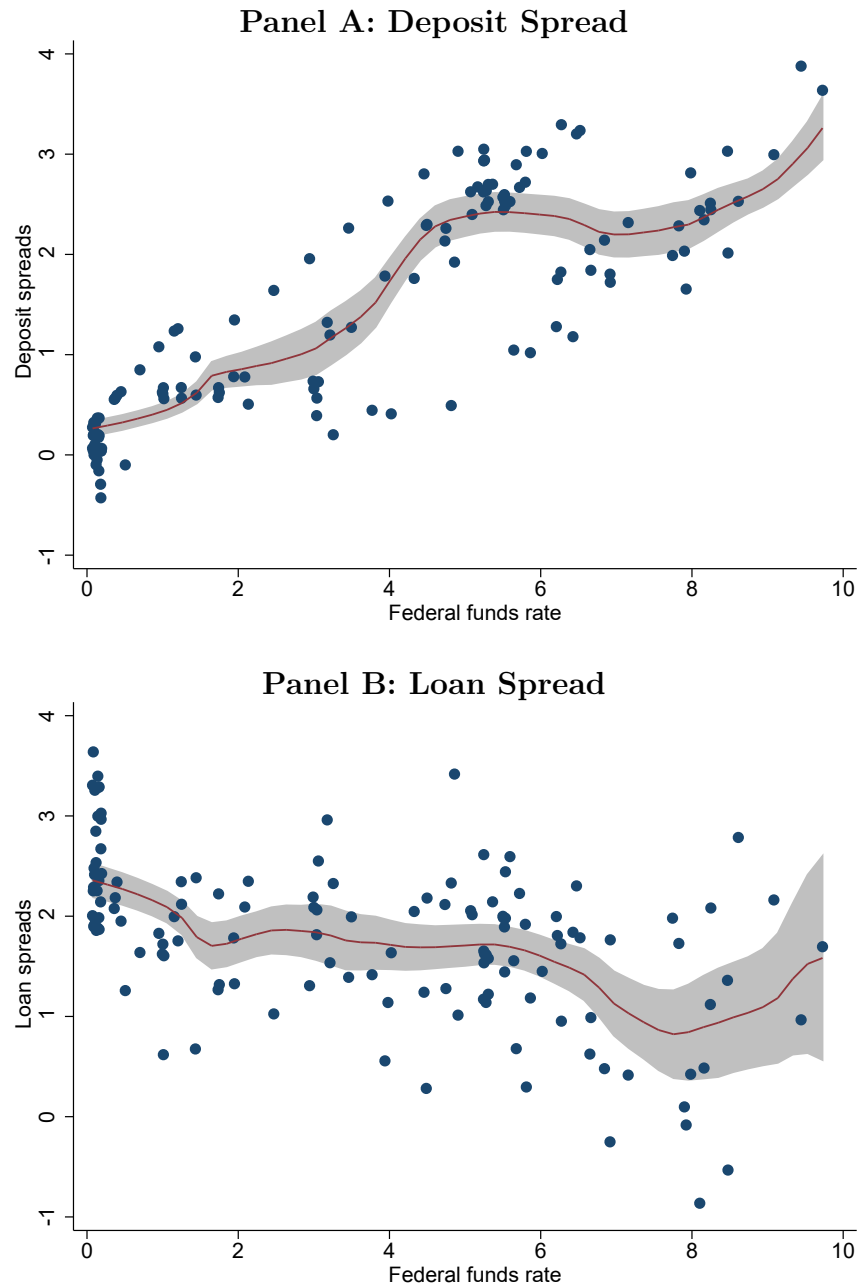 Panel A: Deposit Spread
4
3
2
1
0
-1
Deposit spreads
0 2 4 6 8 10
Federal funds rate
Panel B: Loan Spread
4
3
2
1
0
-1
Loan spreads
0 2 4 6 8 10
Federal funds rate